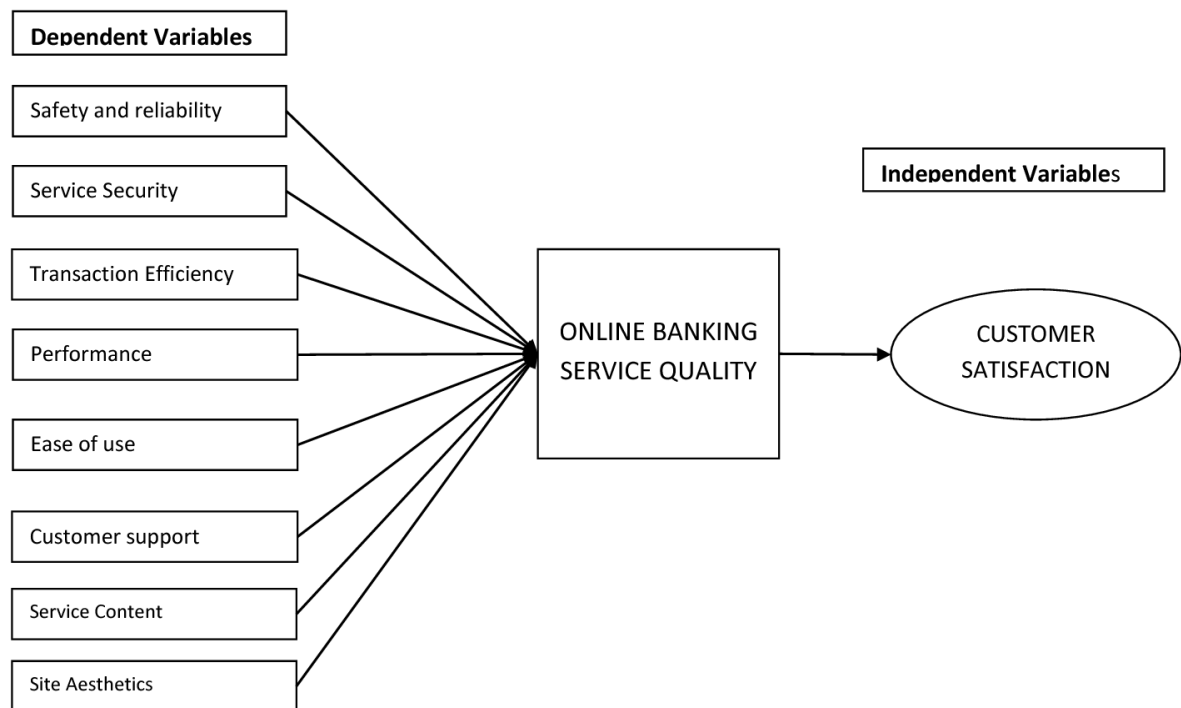 Dependent Variables
Safety and reliability
Service Security
Transaction Efficiency
Performance
Ease of use
Customer support
Service Content
Site Aesthetics
ONLINE BANKING
SERVICE QUALITY
Independent Variables
CUSTOMER
SATISFACTION